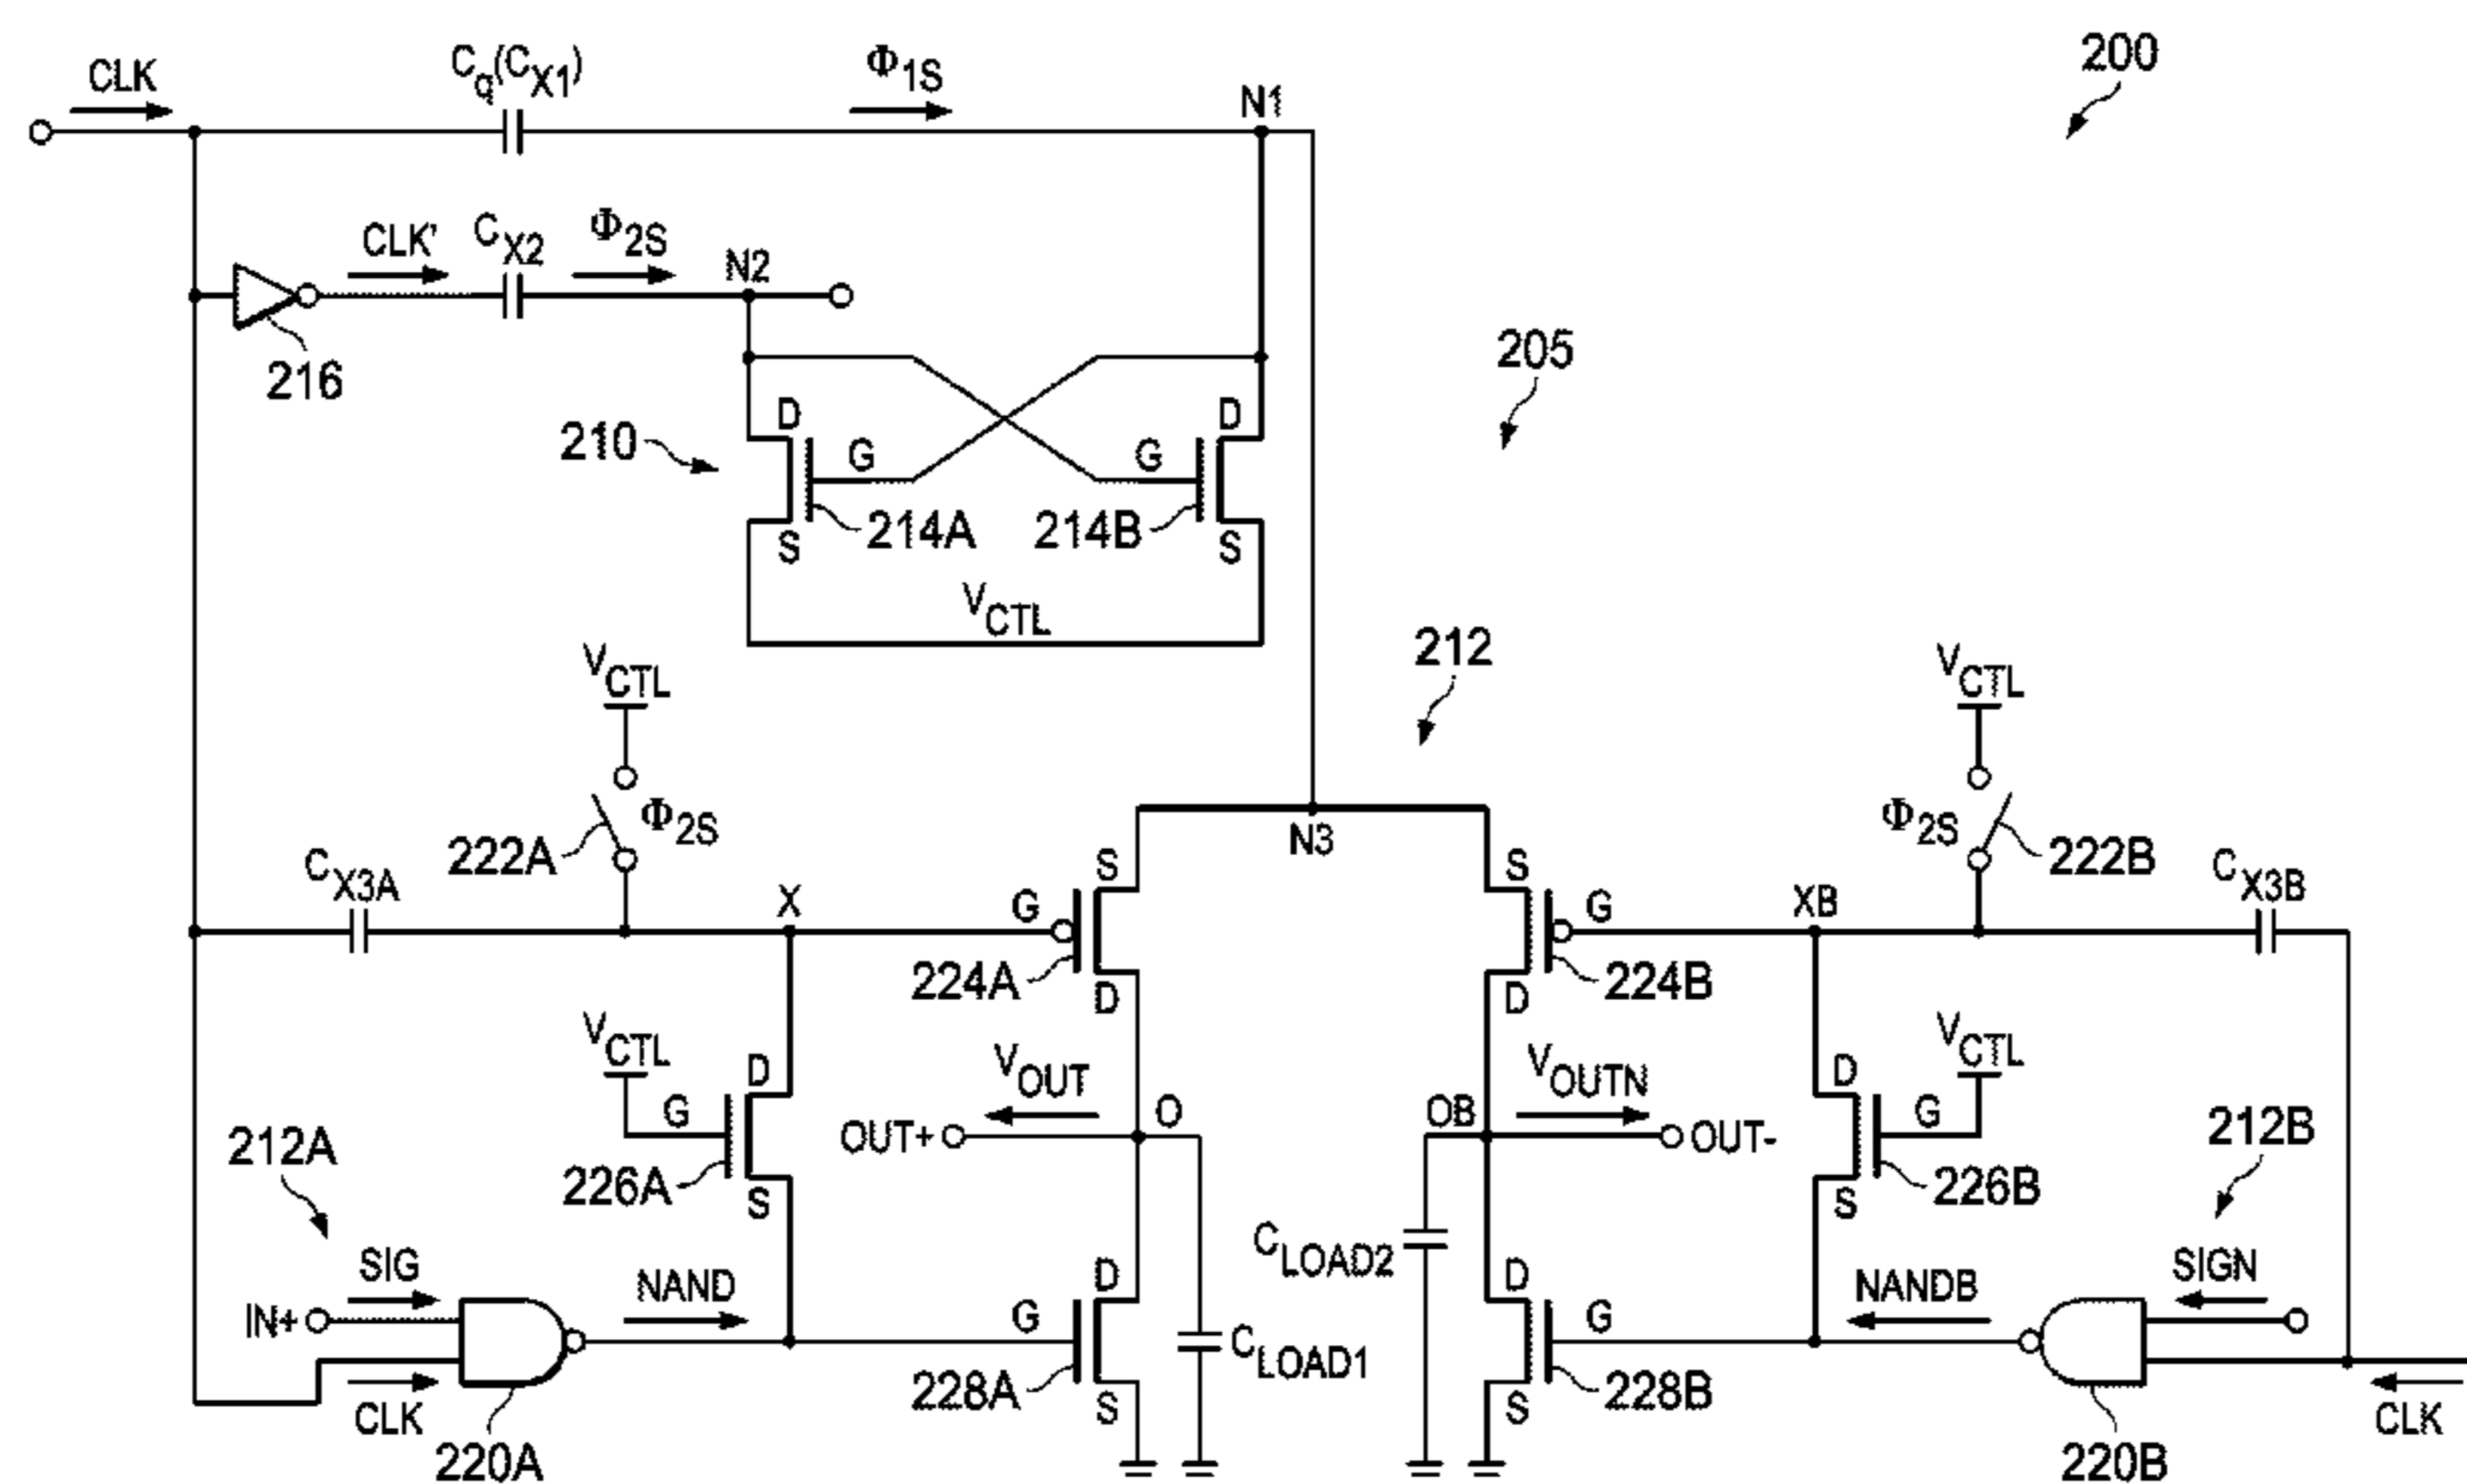 CLK
Cq(CX1)
Φ1S
N1
200
CLK'
CX2
Φ2S
N2
216
205
210
D
G
S
214A
D
G
S
214B
VCTL
212
VCTL
Φ2S
222A
CX3A
X
G
S
D
224A
N3
S
G
D
224B
XB
VCTL
Φ2S
222B
CX3B
VCTL
G
D
S
226A
VOUT
OUT+
O
VOUTN
OB
OUT-
VCTL
D
G
S
226B
212A
212B
SIG
IN+
CLK
220A
NAND
G
D
S
228A
CLOAD1
CLOAD2
D
G
S
228B
NANDB
SIGN
CLK
220B